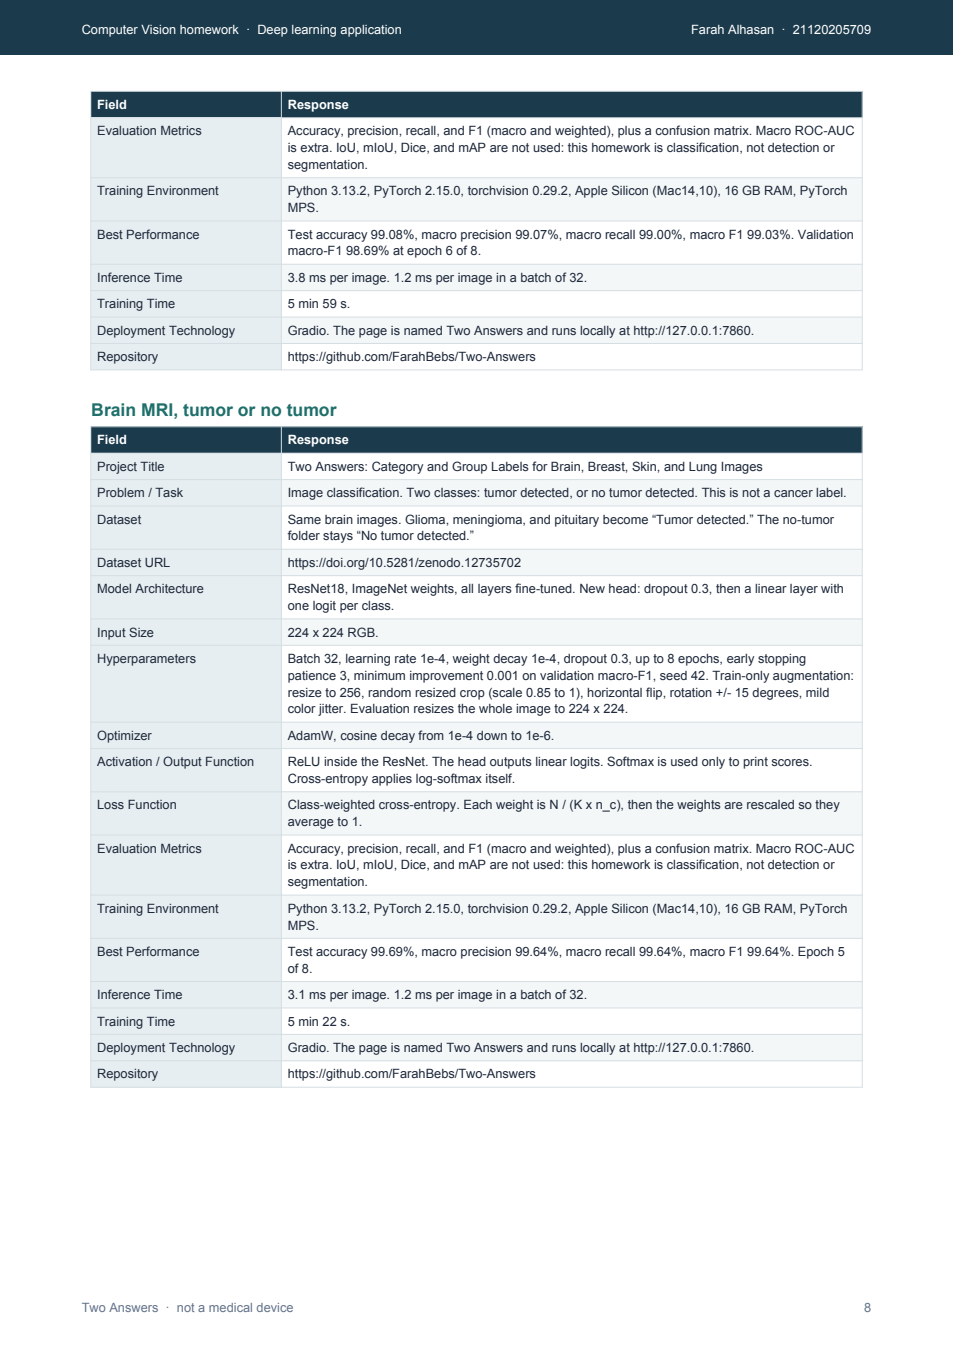 Computer Vision homework · Deep learning application
Farah Alhasan · 21120205709
Field Response
Evaluation Metrics Accuracy, precision, recall, and F1 (macro and weighted), plus a confusion matrix. Macro ROC-AUC
is extra. IoU, mIoU, Dice, and mAP are not used: this homework is classification, not detection or
segmentation.
Training Environment Python 3.13.2, PyTorch 2.15.0, torchvision 0.29.2, Apple Silicon (Mac14,10), 16 GB RAM, PyTorch
MPS.
Best Performance Test accuracy 99.08%, macro precision 99.07%, macro recall 99.00%, macro F1 99.03%. Validation
macro-F1 98.69% at epoch 6 of 8.
Inference Time 3.8 ms per image. 1.2 ms per image in a batch of 32.
Training Time 5 min 59 s.
Deployment Technology Gradio. The page is named Two Answers and runs locally at http://127.0.0.1:7860.
Repository https://github.com/FarahBebs/Two-Answers
Brain MRI, tumor or no tumor
Field Response
Project Title Two Answers: Category and Group Labels for Brain, Breast, Skin, and Lung Images
Problem / Task Image classification. Two classes: tumor detected, or no tumor detected. This is not a cancer label.
Dataset Same brain images. Glioma, meningioma, and pituitary become “Tumor detected.” The no-tumor
folder stays “No tumor detected.”
Dataset URL https://doi.org/10.5281/zenodo.12735702
Model Architecture ResNet18, ImageNet weights, all layers fine-tuned. New head: dropout 0.3, then a linear layer with
one logit per class.
Input Size 224 x 224 RGB.
Hyperparameters Batch 32, learning rate 1e-4, weight decay 1e-4, dropout 0.3, up to 8 epochs, early stopping
patience 3, minimum improvement 0.001 on validation macro-F1, seed 42. Train-only augmentation:
resize to 256, random resized crop (scale 0.85 to 1), horizontal flip, rotation +/- 15 degrees, mild
color jitter. Evaluation resizes the whole image to 224 x 224.
Optimizer AdamW, cosine decay from 1e-4 down to 1e-6.
Activation / Output Function ReLU inside the ResNet. The head outputs linear logits. Softmax is used only to print scores.
Cross-entropy applies log-softmax itself.
Loss Function Class-weighted cross-entropy. Each weight is N / (K x n_c), then the weights are rescaled so they
average to 1.
Evaluation Metrics Accuracy, precision, recall, and F1 (macro and weighted), plus a confusion matrix. Macro ROC-AUC
is extra. IoU, mIoU, Dice, and mAP are not used: this homework is classification, not detection or
segmentation.
Training Environment Python 3.13.2, PyTorch 2.15.0, torchvision 0.29.2, Apple Silicon (Mac14,10), 16 GB RAM, PyTorch
MPS.
Best Performance Test accuracy 99.69%, macro precision 99.64%, macro recall 99.64%, macro F1 99.64%. Epoch 5
of 8.
Inference Time 3.1 ms per image. 1.2 ms per image in a batch of 32.
Training Time 5 min 22 s.
Deployment Technology Gradio. The page is named Two Answers and runs locally at http://127.0.0.1:7860.
Repository https://github.com/FarahBebs/Two-Answers
Two Answers · not a medical device
8